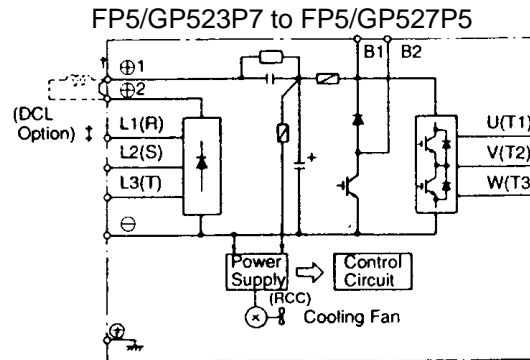 FP5/GP523P7 to FP5/GP527P5
B1 B2
⊕1
⊕2
(DCL
Option)
L1(R)
L2(S)
L3(T)
U(T1)
V(T2)
W(T3
⊖
+
Power
Supply
Control
Circuit
(RCC)
Cooling Fan